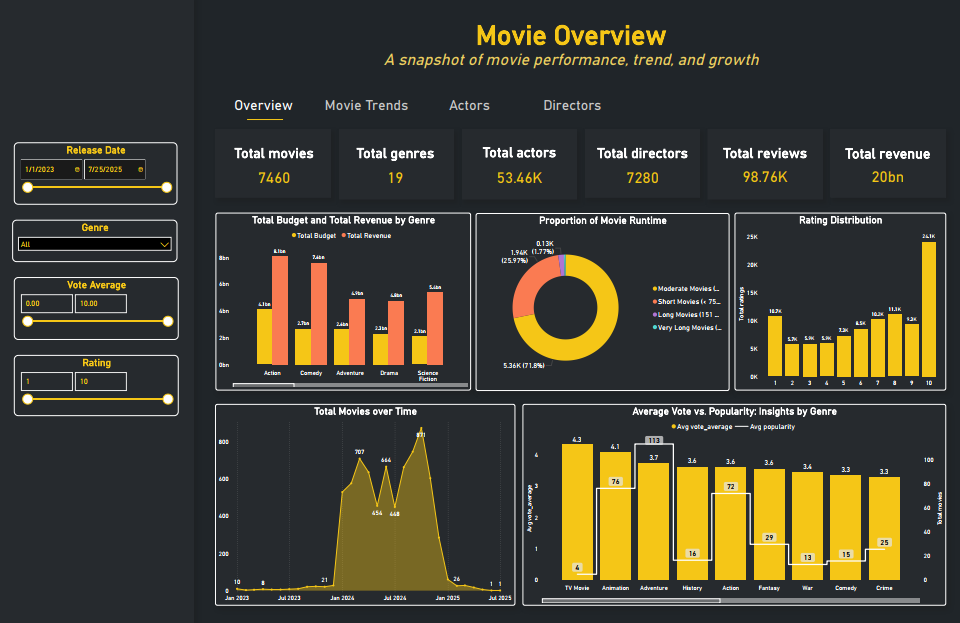 Movie Overview
A snapshot of movie performance, trend, and growth
Overview
Movie Trends
Actors
Directors
Release Date
1/1/2023
7/25/2025
Genre
All
Vote Average
0.00
10.00
Rating
1
10
Total movies
7460
Total genres
19
Total actors
53.46K
Total directors
7280
Total reviews
98.76K
Total revenue
20bn
Total Budget and Total Revenue by Genre
Total Budget
Total Revenue
8bn
6bn
4bn
2bn
0bn
4.1bn
8.1bn
2.7bn
7.6bn
2.6bn
4.9bn
2.3bn
4.8bn
2.1bn
5.4bn
Action
Comedy
Adventure
Drama
Science
Fiction
Proportion of Movie Runtime
0.13K
(1.77%)
1.94K
(25.97%)
5.36K (71.8%)
Moderate Movies (...
Short Movies (< 75...
Long Movies (151 ...
Very Long Movies (...
Rating Distribution
Total ratings
25K
20K
15K
10K
5K
0K
10.7K
5.7K
5.9K
5.9K
7.3K
8.5K
10.2K
11.1K
9.3K
24.1K
1 2 3 4 5 6 7 8 9 10
Total Movies over Time
800
600
400
200
0
10
8
21
707
454
666
448
871
26
1
1
Jan 2023
Jul 2023
Jan 2024
Jul 2024
Jan 2025
Jul 2025
Average Vote vs. Popularity: Insights by Genre
Avg vote_average
Avg popularity
Avg vote_average
4
3
2
1
0
4.3
4.1
3.7
3.6
3.6
3.6
3.4
3.3
3.3
4
76
113
16
72
29
13
15
25
TV Movie
Animation
Adventure
History
Action
Fantasy
War
Comedy
Crime
100
80
60
40
20
0
Total movies